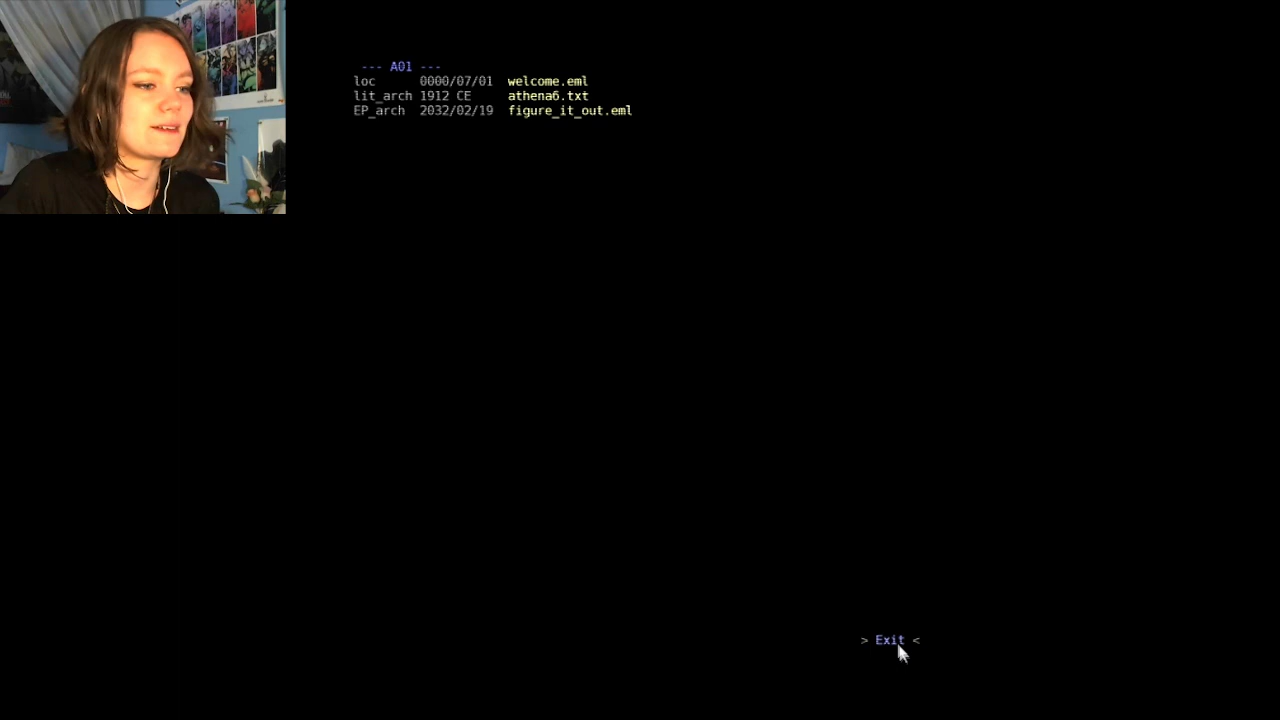 --- A01 ---
loc 0000/07/01 welcome.eml
lit_arch 1912 CE athena6.txt
EP_arch 2032/02/19 figure_it_out.eml
> Exit <